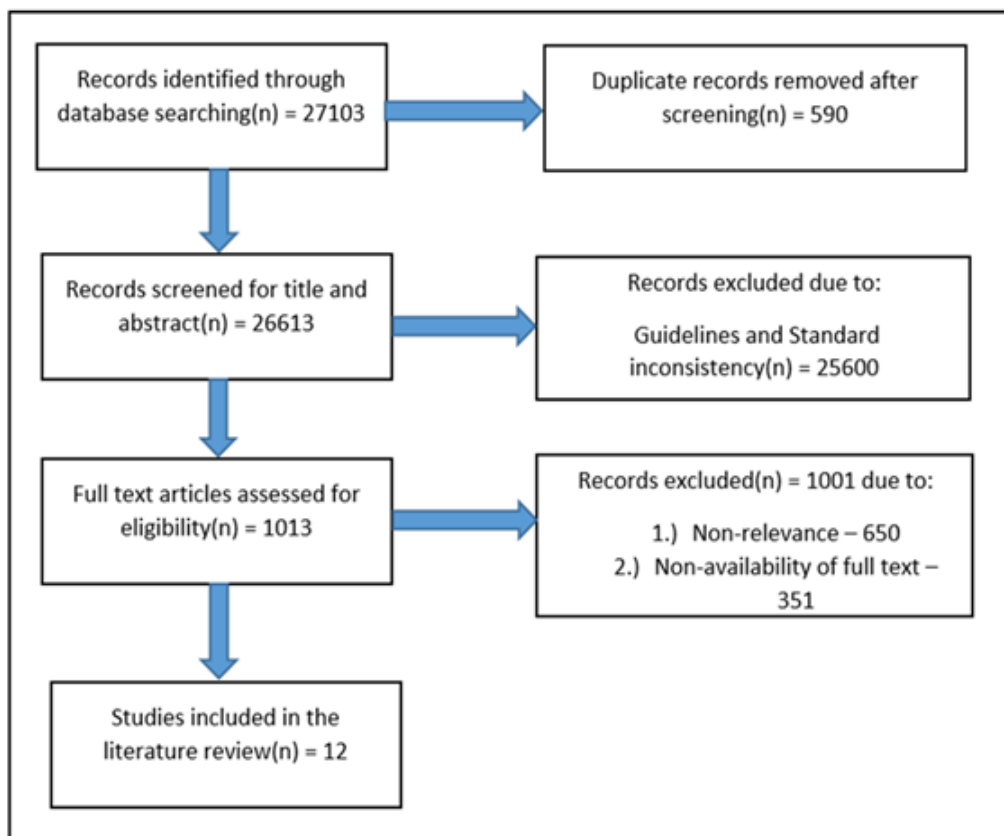 Records identified through
database searching(n) = 27103
Duplicate records removed after
screening(n) = 590
Records screened for title and
abstract(n) = 26613
Records excluded due to:
Guidelines and Standard
inconsistency(n) = 25600
Full text articles assessed for
eligibility(n) = 1013
Records excluded(n) = 1001 due to:
1.) Non-relevance – 650
2.) Non-availability of full text –
351
Studies included in the
literature review(n) = 12